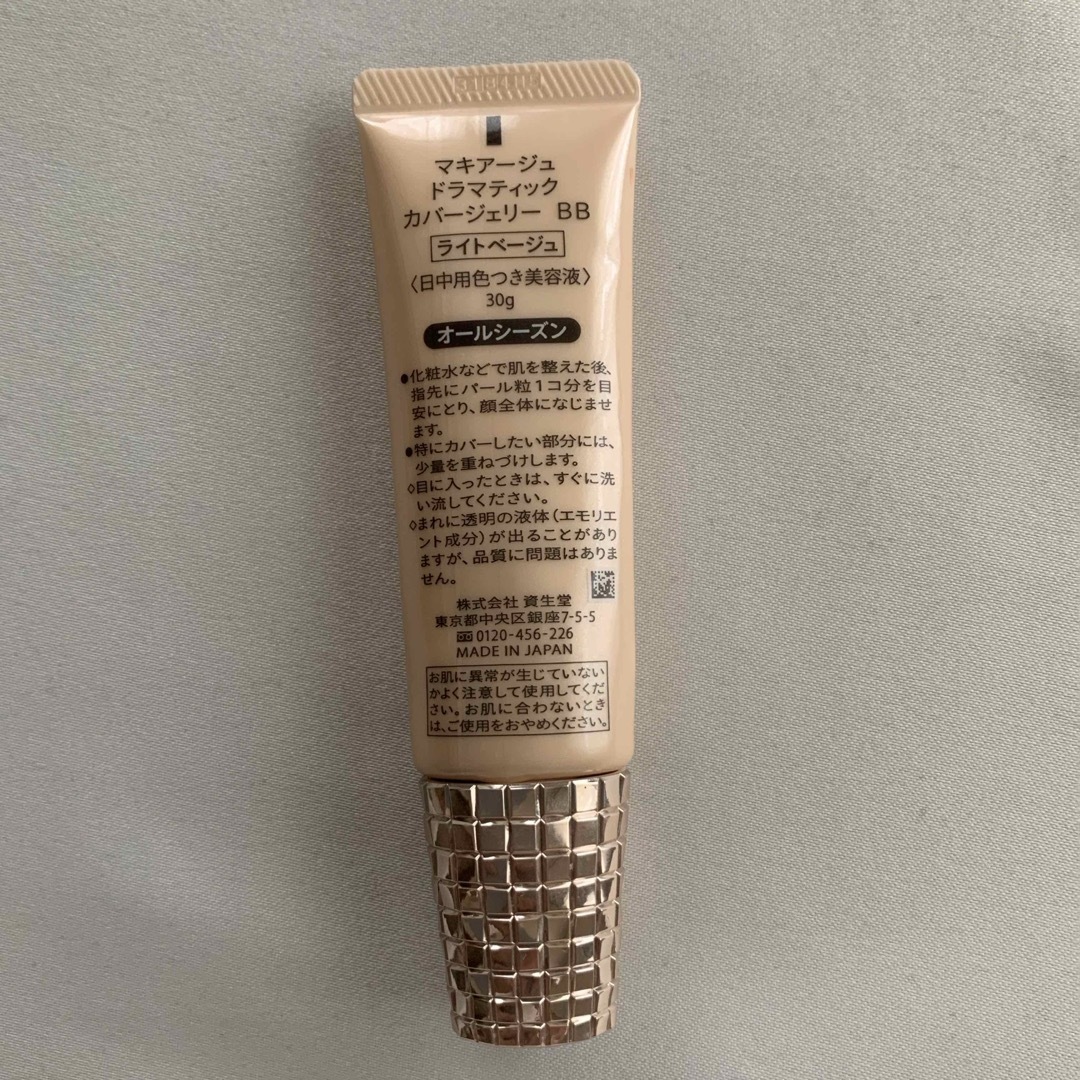 マキアージュ
ドラマティック
カバージェリー BB
ライトベージュ
〈日中用色つき美容液〉
30g
オールシーズン
●化粧水などで肌を整えた後、
指先にパール粒1コ分を目
安にとり、顔全体になじませ
ます。
●特にカバーしたい部分には、
少量を重ねづけします。
◇目に入ったときは、すぐに洗
い流してください。
◇まれに透明の液体（エモリエ
ント成分）が出ることがあり
ますが、品質に問題はありま
せん。
株式会社 資生堂
東京都中央区銀座7-5-5
0120-456-226
MADE IN JAPAN
お肌に異常が生じていない
かよく注意して使用してくだ
さい。お肌に合わないとき
は、ご使用をおやめください。